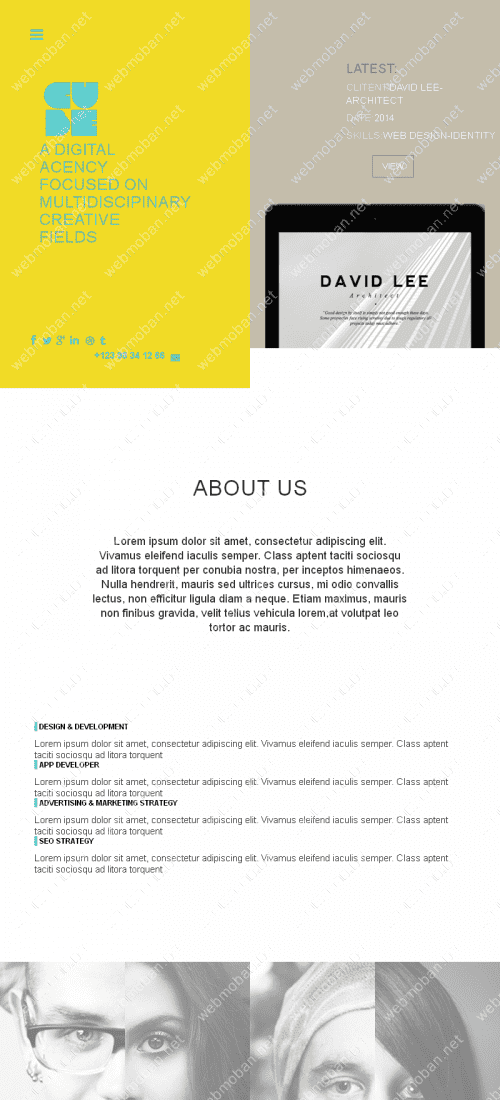 CU
DE
A DIGITAL
ACENCY
FOCUSED ON
MULTIDISCIPINARY
CREATIVE
FIELDS
+123 98 34 12 56
LATEST:
CLITENT DAVID LEE-
ARCHITECT
DATE 2014
SKILLS WEB DESIGN-IDENTITY
VIEW
DAVID LEE
Architect
ABOUT US
Lorem ipsum dolor sit amet, consectetur adipiscing elit.
Vivamus eleifend iaculis semper. Class aptent taciti sociosqu
ad litora torquent per conubia nostra, per inceptos himenaeos.
Nulla hendrerit, mauris sed ultrices cursus, mi odio convallis
lectus, non efficitur ligula diam a neque. Etiam maximus, mauris
non finibus gravida, velit tellus vehicula lorem,at volutpat leo
tortor ac mauris.
DESIGN & DEVELOPMENT
Lorem ipsum dolor sit amet, consectetur adipiscing elit. Vivamus eleifend iaculis semper. Class aptent
taciti sociosqu ad litora torquent
APP DEVELOPER
Lorem ipsum dolor sit amet, consectetur adipiscing elit. Vivamus eleifend iaculis semper. Class aptent
taciti sociosqu ad litora torquent
ADVERTISING & MARKETING STRATEGY
Lorem ipsum dolor sit amet, consectetur adipiscing elit. Vivamus eleifend iaculis semper. Class aptent
taciti sociosqu ad litora torquent
SEO STRATEGY
Lorem ipsum dolor sit amet, consectetur adipiscing elit. Vivamus eleifend iaculis semper. Class aptent
taciti sociosqu ad litora torquent
webmoban.net